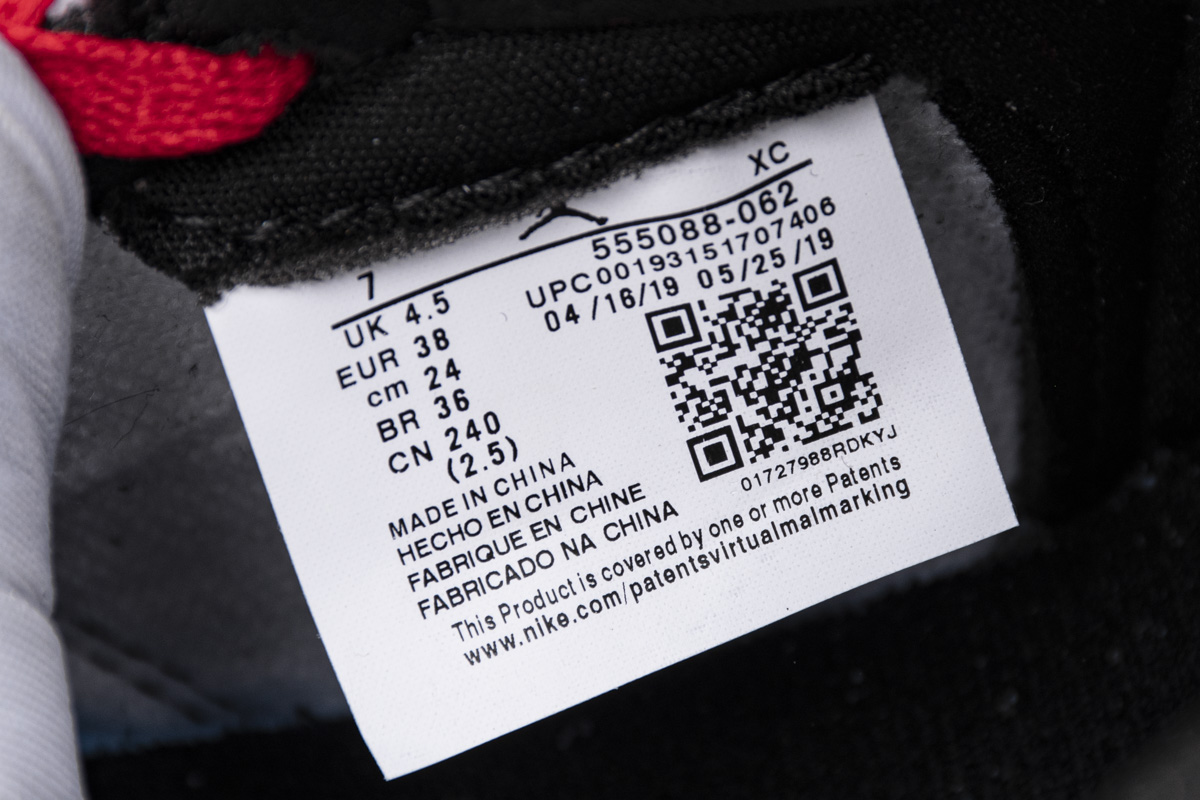 7
XC
UK 4.5
EUR 38
cm 24
BR 36
CN 240
(2.5)
555088-062
UPC00193151707406
04 /16/19 05/25 /19
01727988RDKYJ
MADE IN CHINA
HECHO EN CHINA
FABRIQUE EN CHINE
FABRICADO NA CHINA
This Product is covered by one or more Patents
www.nike.com/patentsvirtualmalmarking